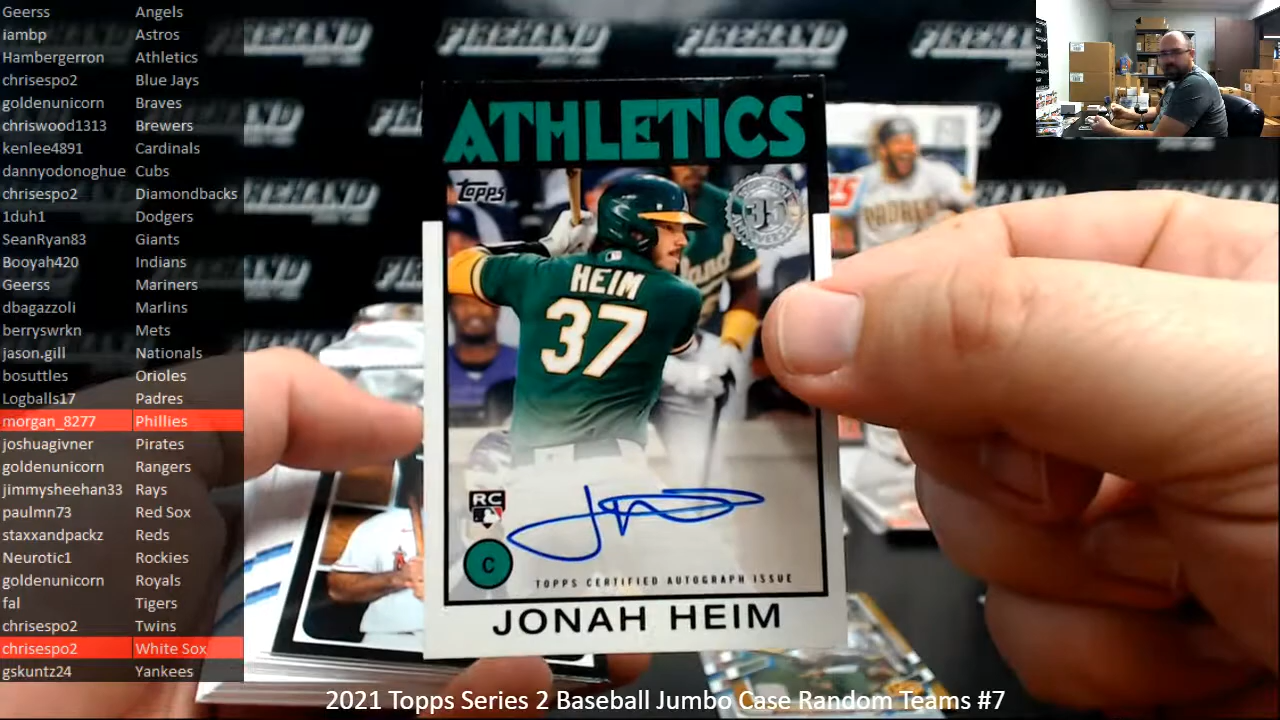 Geerss Angels
iambp Astros
Hambergerron Athletics
chrisespo2 Blue Jays
goldenunicorn Braves
chriswood1313 Brewers
kenlee4891 Cardinals
dannyodonoghue Cubs
chrisespo2 Diamondbacks
1duh1 Dodgers
SeanRyan83 Giants
Booyah420 Indians
Geerss Mariners
dbagazzoli Marlins
berryswrkn Mets
jason.gill Nationals
bosuttles Orioles
Logballs17 Padres
morgan_8277 Phillies
joshuagivner Pirates
goldenunicorn Rangers
jimmysheehan33 Rays
paulmn73 Red Sox
staxxandpackz Reds
Neurotic1 Rockies
goldenunicorn Royals
fal Tigers
chrisespo2 Twins
chrisespo2 White Sox
gskuntz24 Yankees
FIREHAND FIREHAND FIREHAND
ATHLETICS
Topps
35
ANNIVERSARY
PADRES
HEIM
37
RC
C
TOPPS CERTIFIED AUTOGRAPH ISSUE
JONAH HEIM
2021 Topps Series 2 Baseball Jumbo Case Random Teams #7